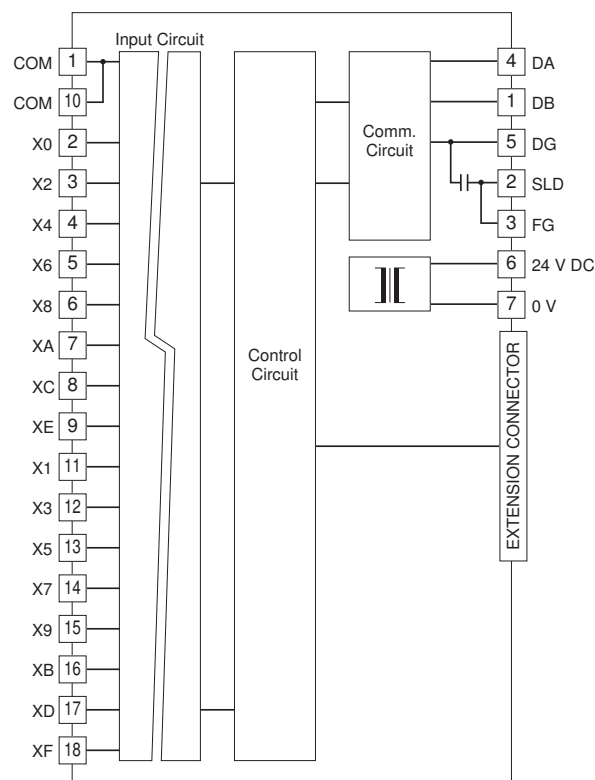 Input Circuit
COM 1
COM 10
X0 2
X2 3
X4 4
X6 5
X8 6
XA 7
XC 8
XE 9
X1 11
X3 12
X5 13
X7 14
X9 15
XB 16
XD 17
XF 18
Control
Circuit
Comm.
Circuit
4 DA
1 DB
5 DG
2 SLD
3 FG
6 24 V DC
7 0 V
EXTENSION CONNECTOR